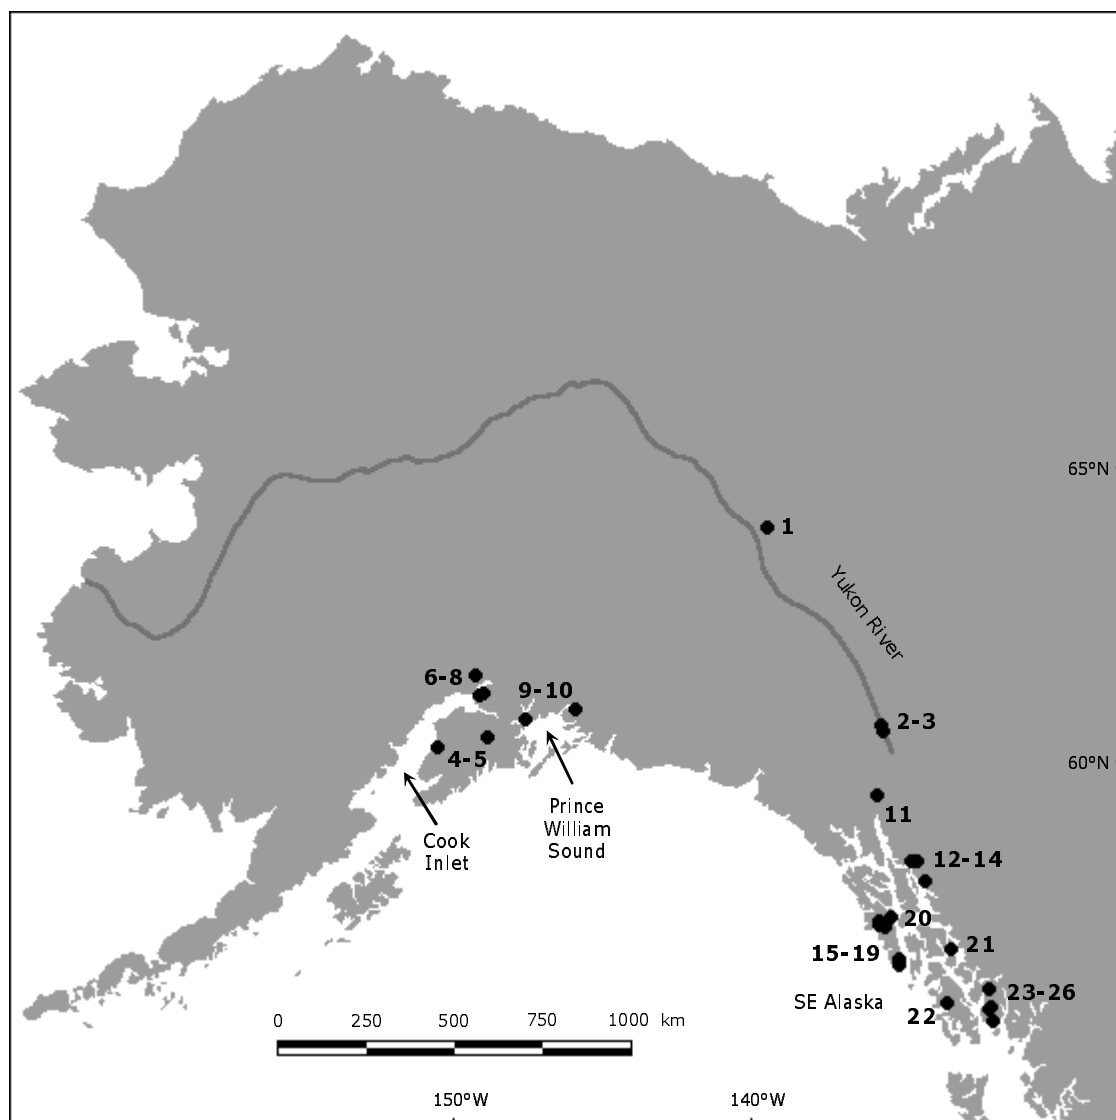 65°N
1
Yukon River
6-8
9-10
2-3
4-5
60°N
Prince
William
Sound
11
Cook
Inlet
12-14
20
21
15-19
23-26
SE Alaska
22
0 250 500 750 1000 km
150°W 140°W